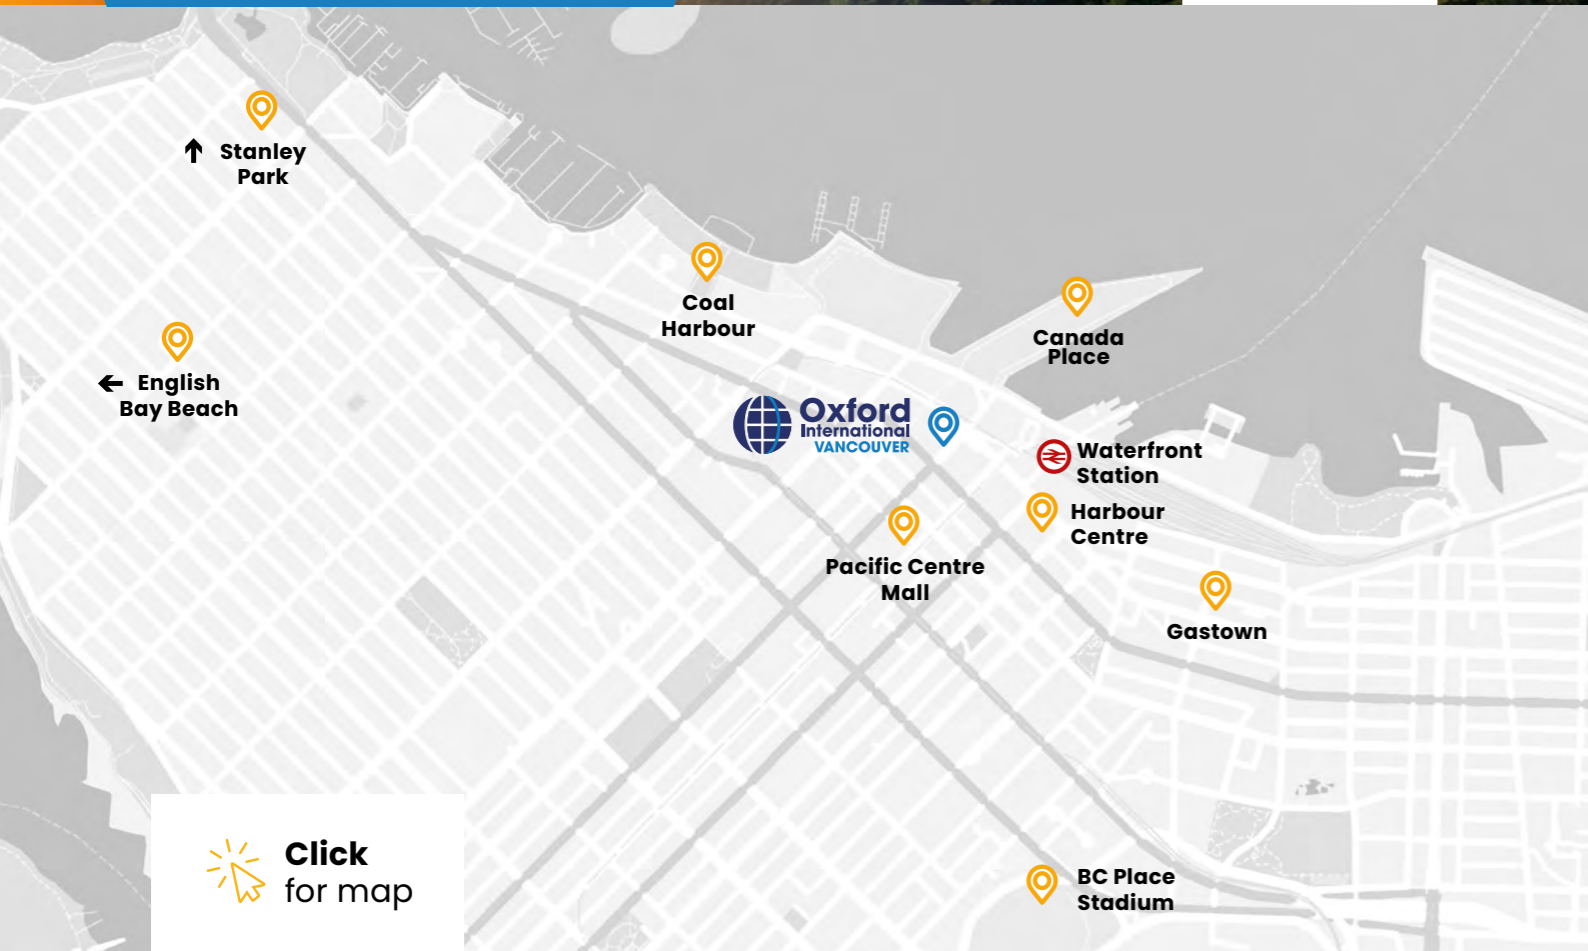 Stanley
Park
Coal
Harbour
Canada
Place
English
Bay Beach
Oxford
International
VANCOUVER
Waterfront
Station
Harbour
Centre
Pacific Centre
Mall
Gastown
Click
for map
BC Place
Stadium